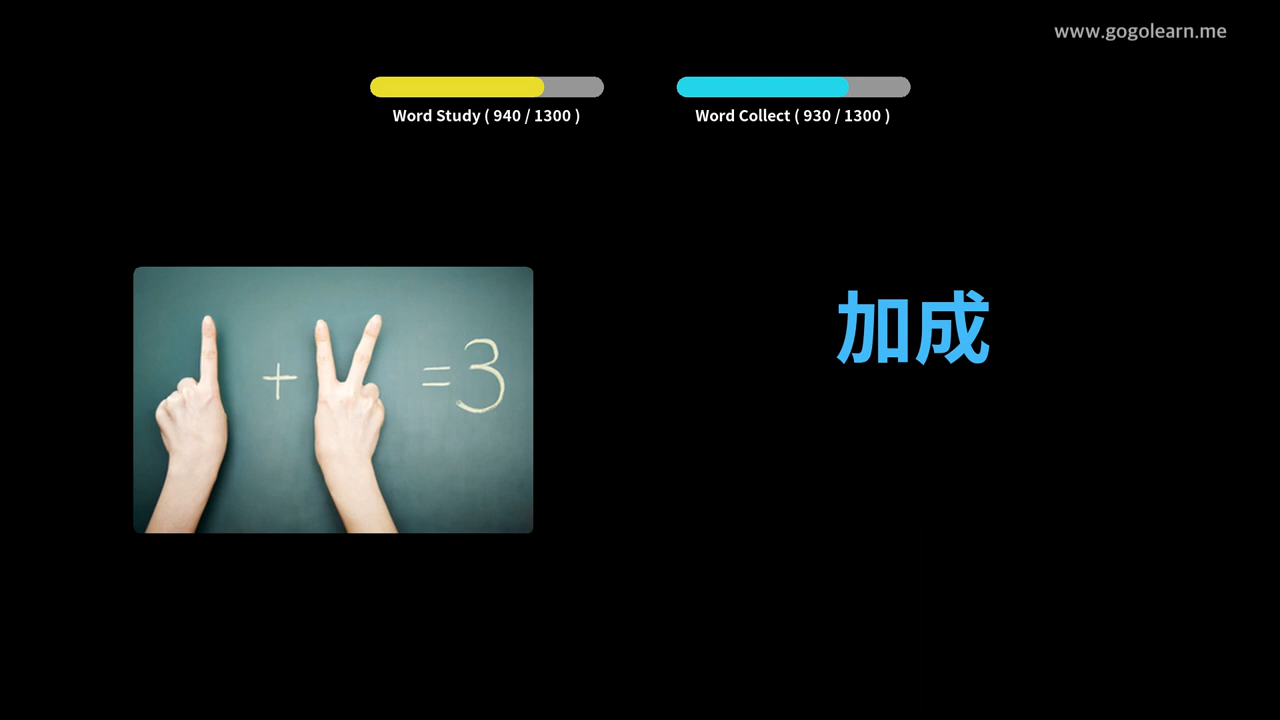 www.gogolearn.me
Word Study ( 940 / 1300 )
Word Collect ( 930 / 1300 )
+ = 3
加成